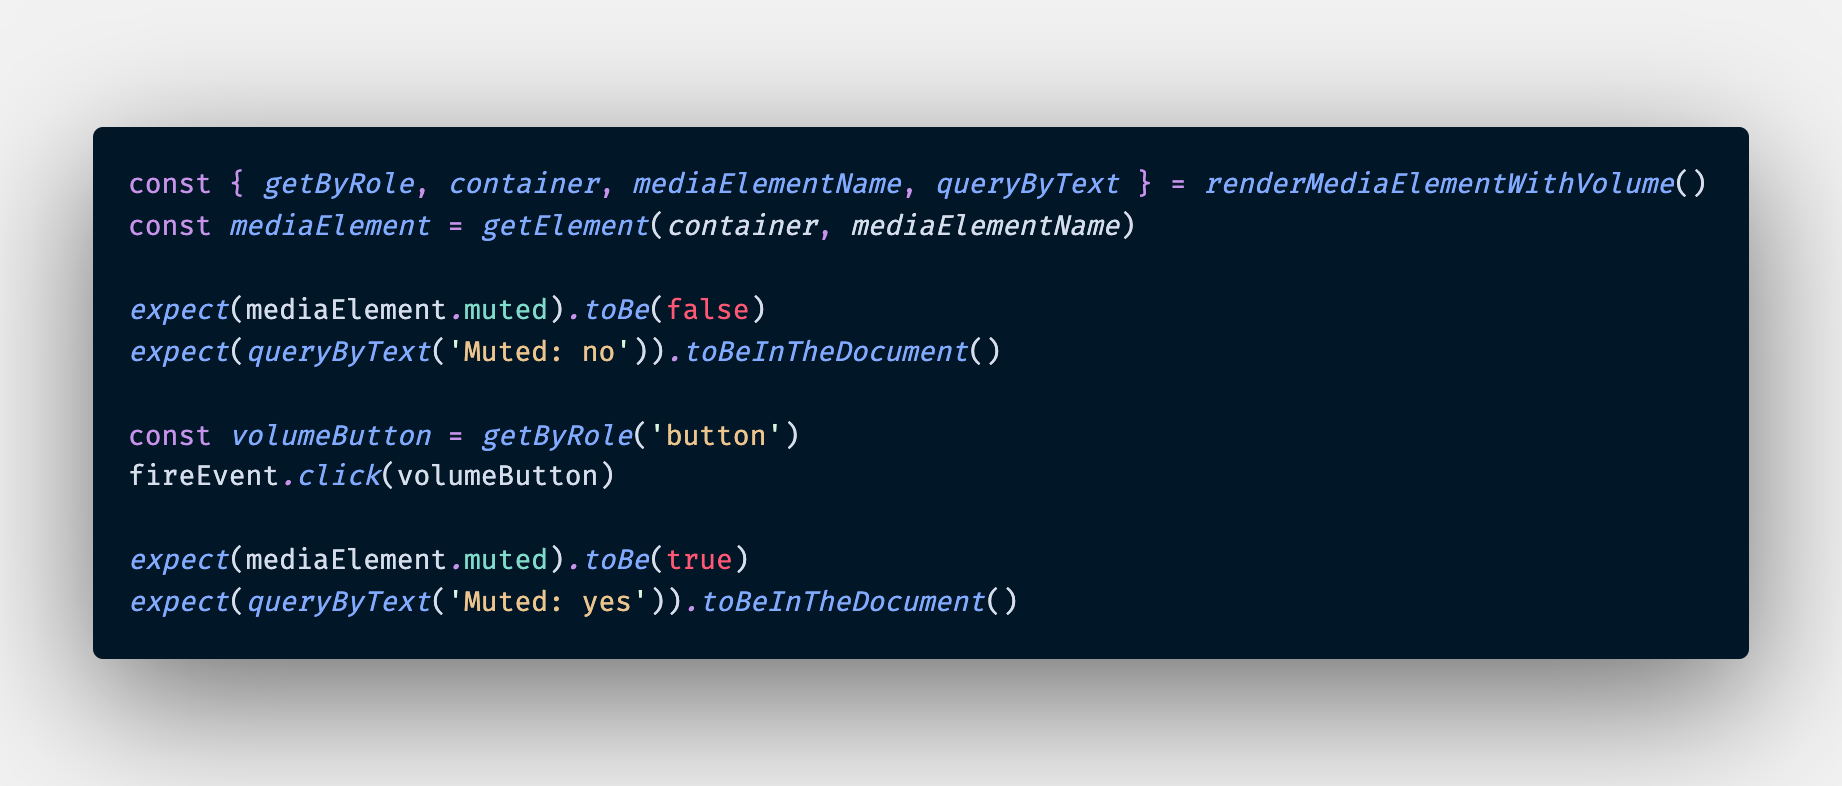 const { getByRole, container, mediaElementName, queryByText } = renderMediaElementWithVolume()
const mediaElement = getElement(container, mediaElementName)
expect(mediaElement.muted).toBe(false)
expect(queryByText('Muted: no')).toBeInTheDocument()
const volumeButton = getByRole('button')
fireEvent.click(volumeButton)
expect(mediaElement.muted).toBe(true)
expect(queryByText('Muted: yes')).toBeInTheDocument()